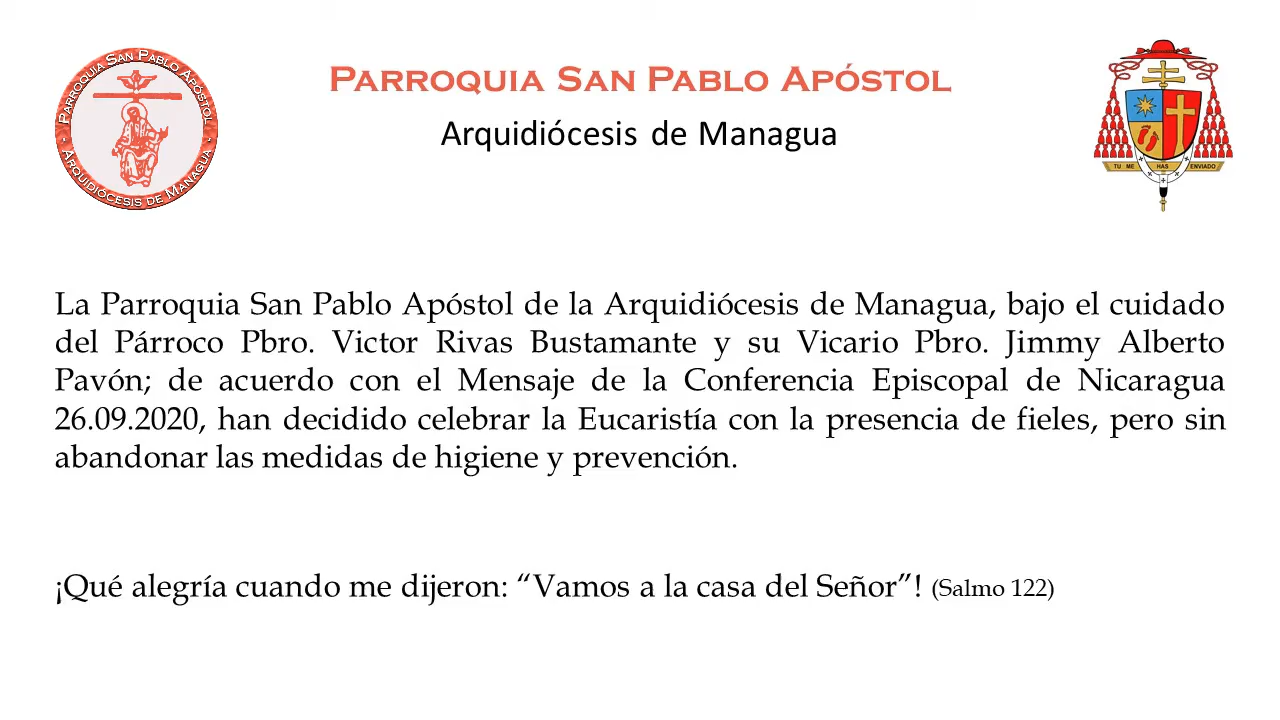 PARROQUIA SAN PABLO APÓSTOL
ARQUIDIÓCESIS DE MANAGUA
PARROQUIA SAN PABLO APÓSTOL
Arquidiócesis de Managua
TU ME HAS ENVIADO
La Parroquia San Pablo Apóstol de la Arquidiócesis de Managua, bajo el cuidado
del Párroco Pbro. Victor Rivas Bustamante y su Vicario Pbro. Jimmy Alberto
Pavón; de acuerdo con el Mensaje de la Conferencia Episcopal de Nicaragua
26.09.2020, han decidido celebrar la Eucaristía con la presencia de fieles, pero sin
abandonar las medidas de higiene y prevención.
¡Qué alegría cuando me dijeron: “Vamos a la casa del Señor”! (Salmo 122)